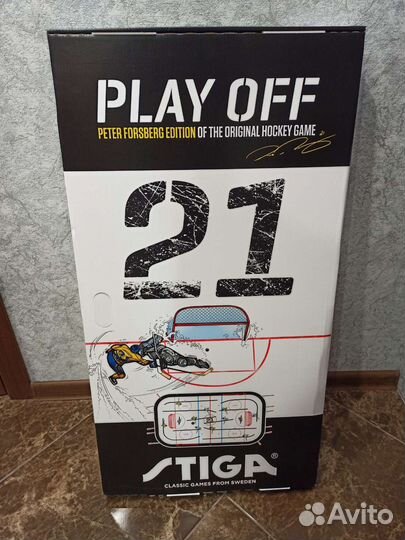 PLAY OFF
PETER FORSBERG EDITION OF THE ORIGINAL HOCKEY GAME
21
STIGA®
CLASSIC GAMES FROM SWEDEN
Avito